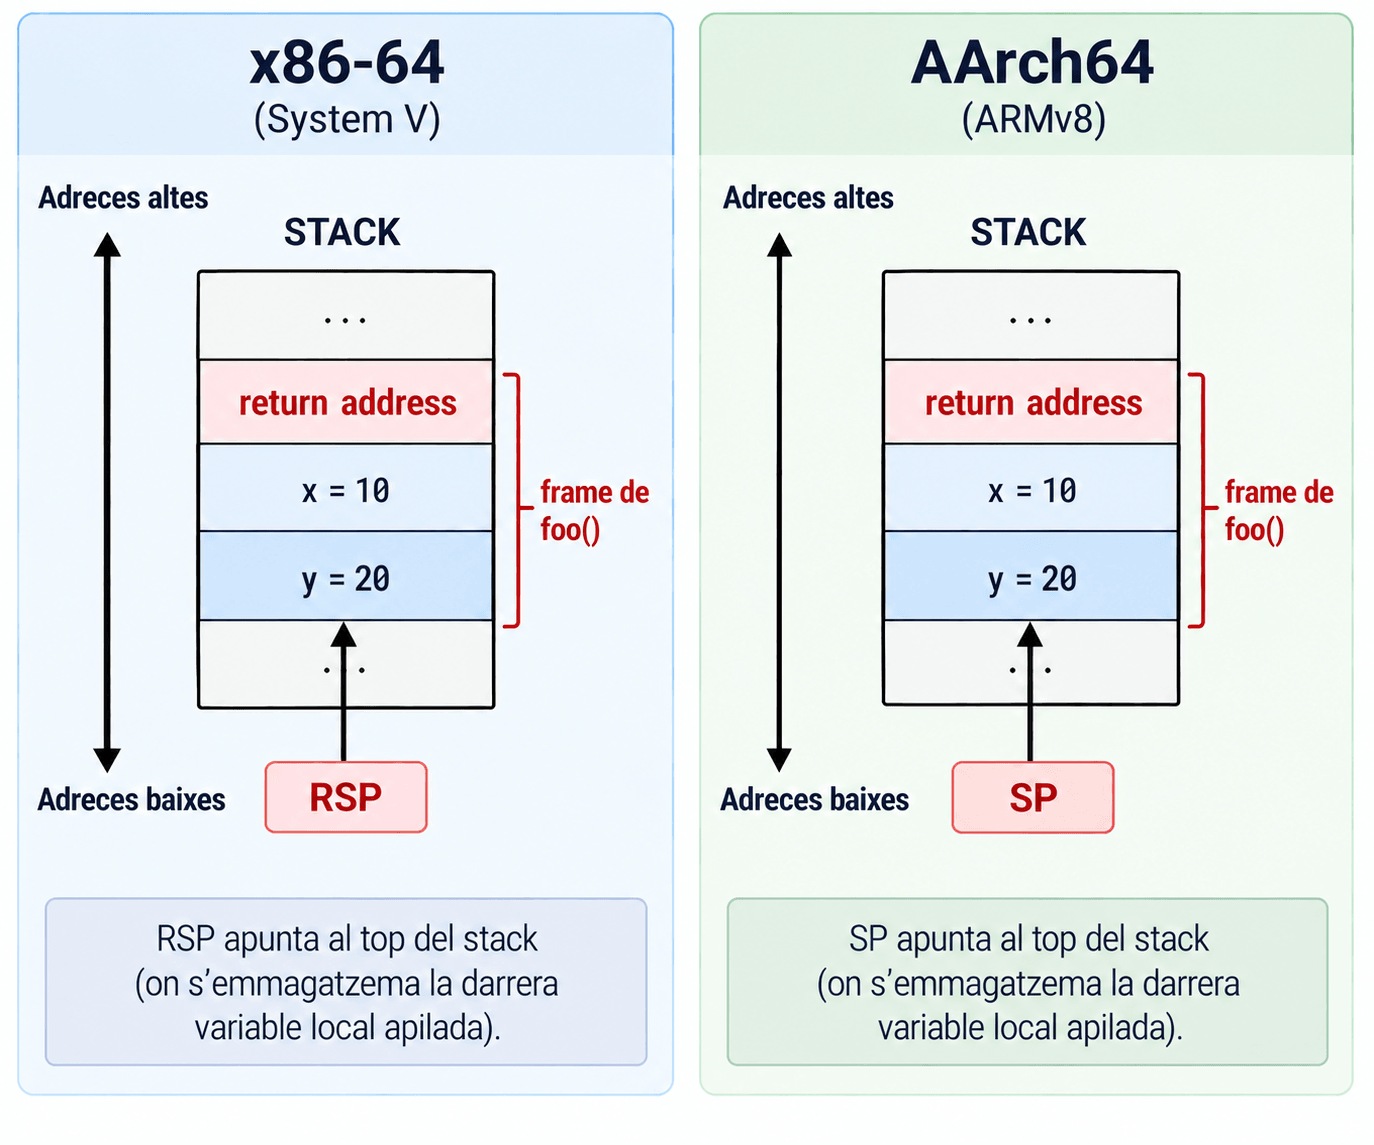 x86-64
(System V)
Adreces altes
STACK
...
return address
x = 10
y = 20
...
frame de
foo()
Adreces baixes
RSP
RSP apunta al top del stack
(on s’emmagatzema la darrera
variable local apilada).
AArch64
(ARMv8)
Adreces altes
STACK
...
return address
x = 10
y = 20
...
frame de
foo()
Adreces baixes
SP
SP apunta al top del stack
(on s’emmagatzema la darrera
variable local apilada).